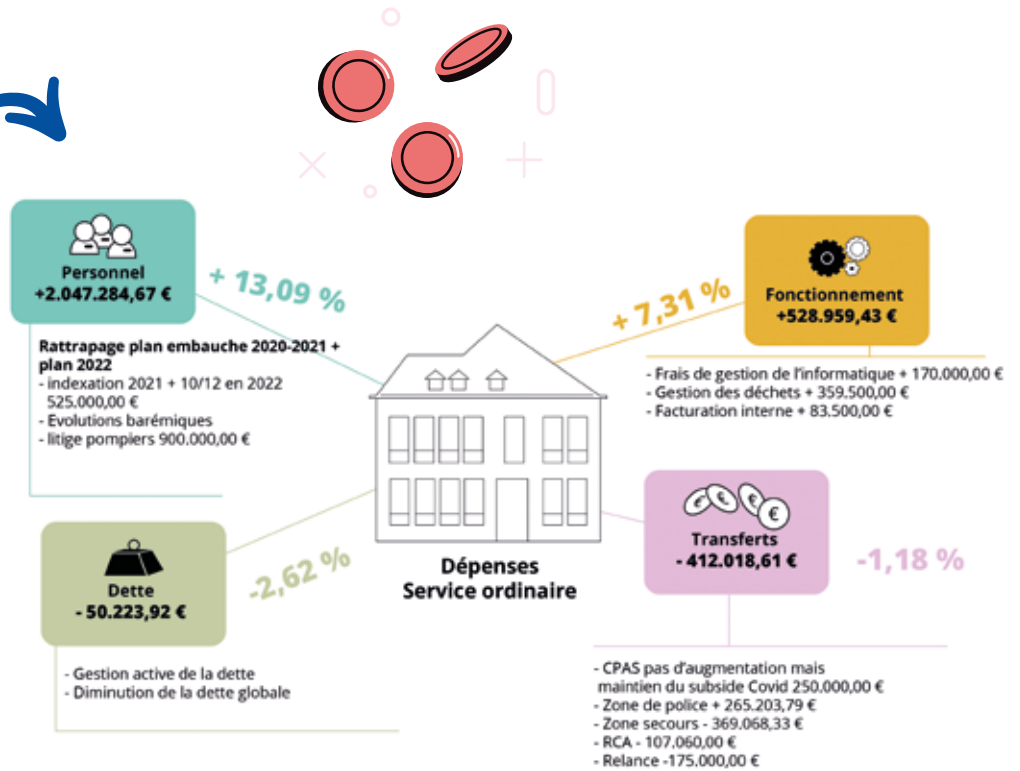 Personnel
+2.047.284,67 €
+ 13,09 %
Rattrapage plan embauche 2020-2021 +
plan 2022
- indexation 2021 + 10/12 en 2022
525.000,00 €
- Evolutions barémiques
- litige pompiers 900.000,00 €
+ 7,31 %
Fonctionnement
+528.959,43 €
- Frais de gestion de l’informatique + 170.000,00 €
- Gestion des déchets + 359.500,00 €
- Facturation interne + 83.500,00 €
Dette
- 50.223,92 €
-2,62 %
- Gestion active de la dette
- Diminution de la dette globale
Dépenses
Service ordinaire
Transferts
- 412.018,61 €
-1,18 %
- CPAS pas d’augmentation mais
maintien du subside Covid 250.000,00 €
- Zone de police + 265.203,79 €
- Zone secours - 369.068,33 €
- RCA - 107.060,00 €
- Relance -175.000,00 €